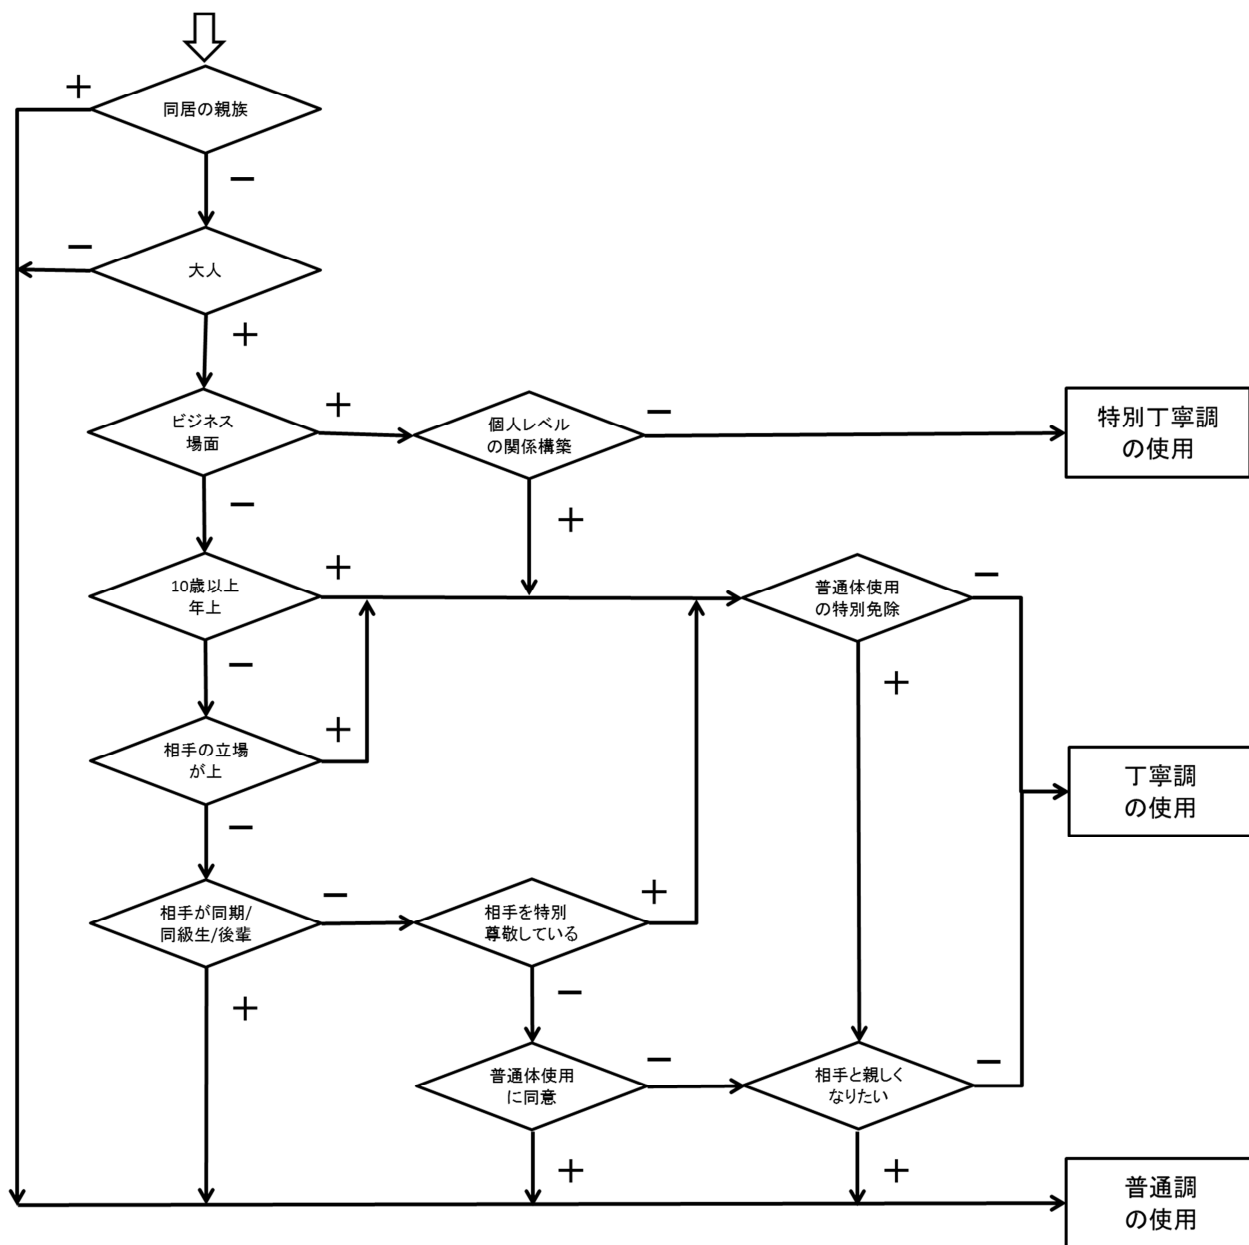 +
同居の親族
−
−
大人
+
ビジネス
場面
+
個人レベル
の関係構築
−
特別丁寧調
の使用
−
+
10歳以上
年上
+
普通体使用
の特別免除
−
−
+
相手の立場
が上
+
丁寧調
の使用
−
相手が同期/
同級生/後輩
−
相手を特別
尊敬している
+
+
−
普通体使用
に同意
−
相手と親しく
なりたい
−
+
+
普通調
の使用